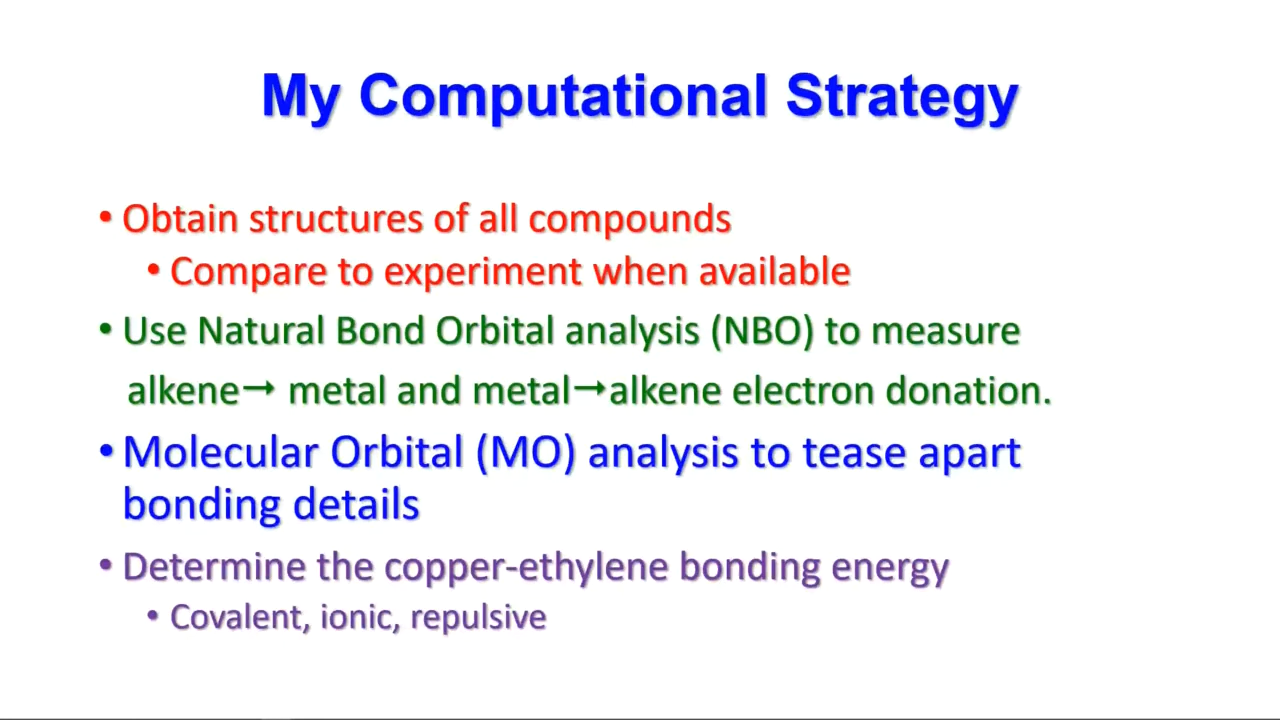 My Computational Strategy
• Obtain structures of all compounds
• Compare to experiment when available
• Use Natural Bond Orbital analysis (NBO) to measure
alkene→ metal and metal→alkene electron donation.
• Molecular Orbital (MO) analysis to tease apart
bonding details
• Determine the copper-ethylene bonding energy
• Covalent, ionic, repulsive